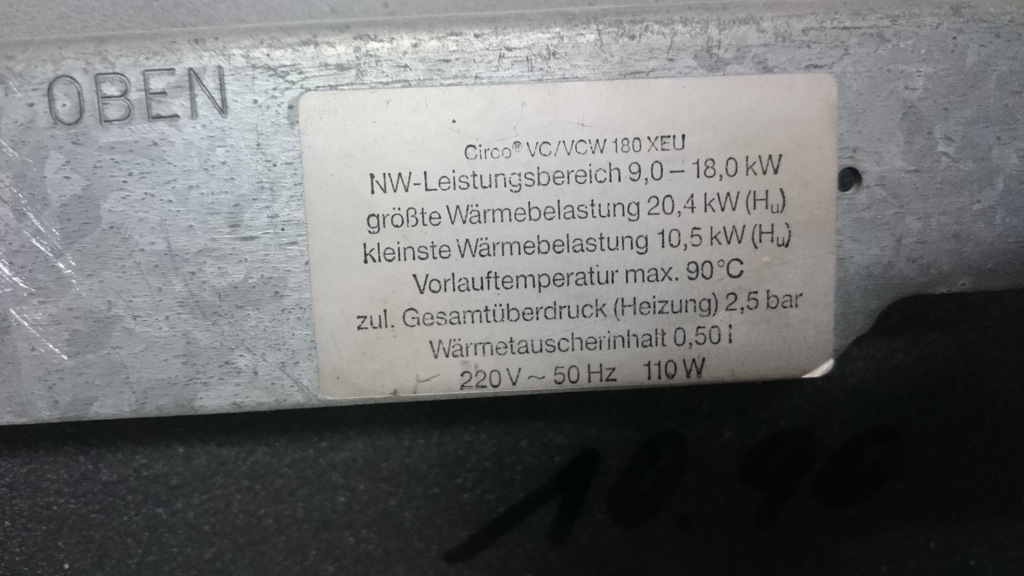 OBEN
Circo® VC/VCW 180 XEU
NW-Leistungsbereich 9,0 – 18,0 kW
größte Wärmebelastung 20,4 kW (Hu)
kleinste Wärmebelastung 10,5 kW (Hu)
Vorlauftemperatur max. 90°C
zul. Gesamtüberdruck (Heizung) 2,5 bar
Wärmetauscherinhalt 0,50 l
220 V ~ 50 Hz 110 W
10.90